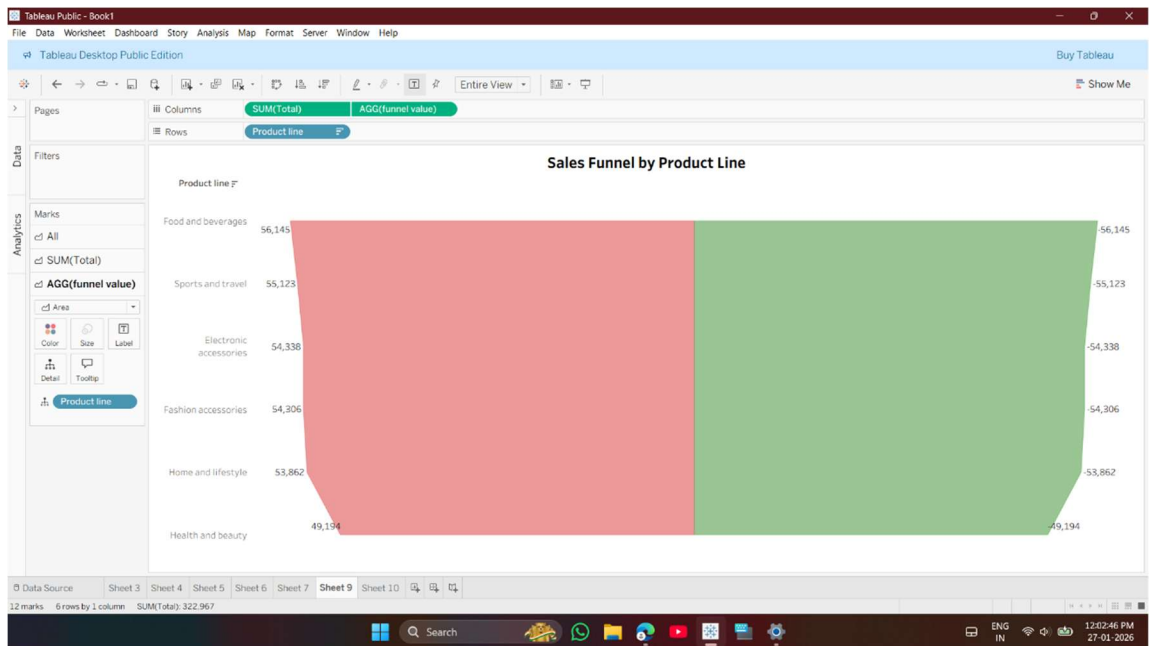 Tableau Public - Book1
File Data Worksheet Dashboard Story Analysis Map Format Server Window Help
Tableau Desktop Public Edition
Buy Tableau
Entire View
Show Me
Pages
Columns SUM(Total) AGG(funnel value)
Rows Product line
Data
Analytics
Filters
Marks
All
SUM(Total)
AGG(funnel value)
Area
Color Size Label
Detail Tooltip
Product line
Sales Funnel by Product Line
Product line
Food and beverages 56,145 -56,145
Sports and travel 55,123 -55,123
Electronic
accessories 54,338 -54,338
Fashion accessories 54,306 -54,306
Home and lifestyle 53,862 -53,862
Health and beauty 49,194 -49,194
Data Source Sheet 3 Sheet 4 Sheet 5 Sheet 6 Sheet 7 Sheet 9 Sheet 10
12 marks 6 rows by 1 column SUM(Total): 322,967
Search
ENG
IN
12:02:46 PM
27-01-2026